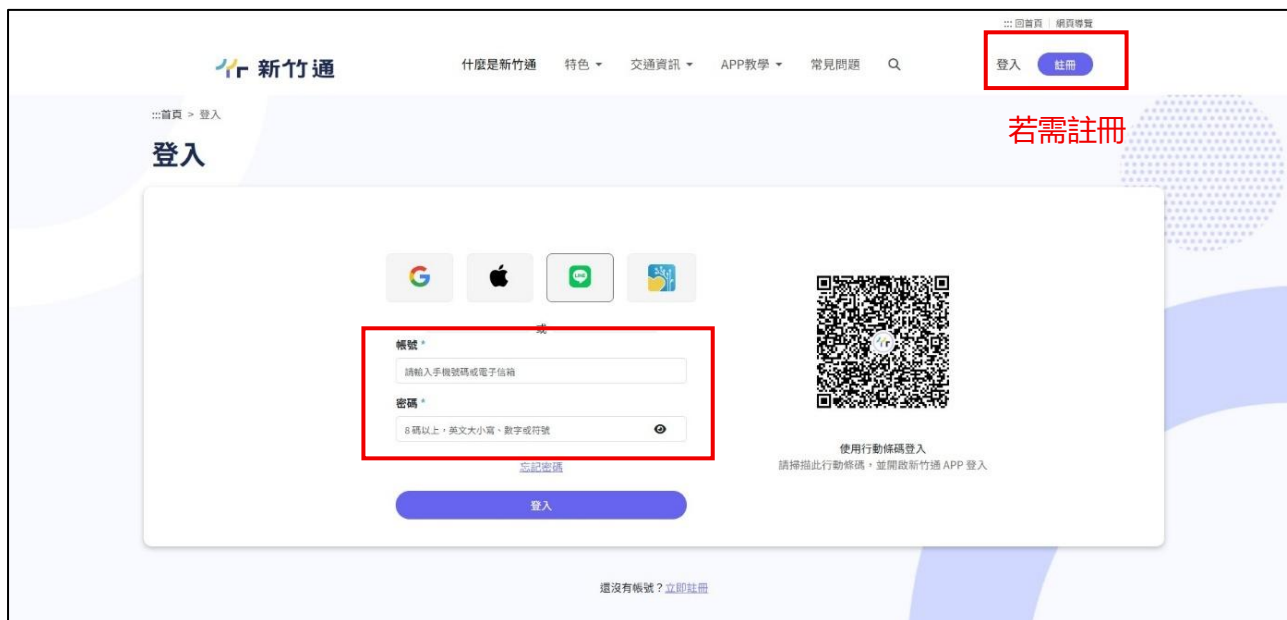 :::回首頁 | 網頁導覽
新竹通 什麼是新竹通 特色 交通資訊 APP教學 常見問題 登入 註冊
若需註冊
:::首頁 > 登入
登入
LINE
或
帳號 *
請輸入手機號碼或電子信箱
密碼 *
8 碼以上，英文大小寫、數字或符號
忘記密碼
登入
使用行動條碼登入
請掃描此行動條碼，並開啟新竹通 APP 登入
還沒有帳號？立即註冊